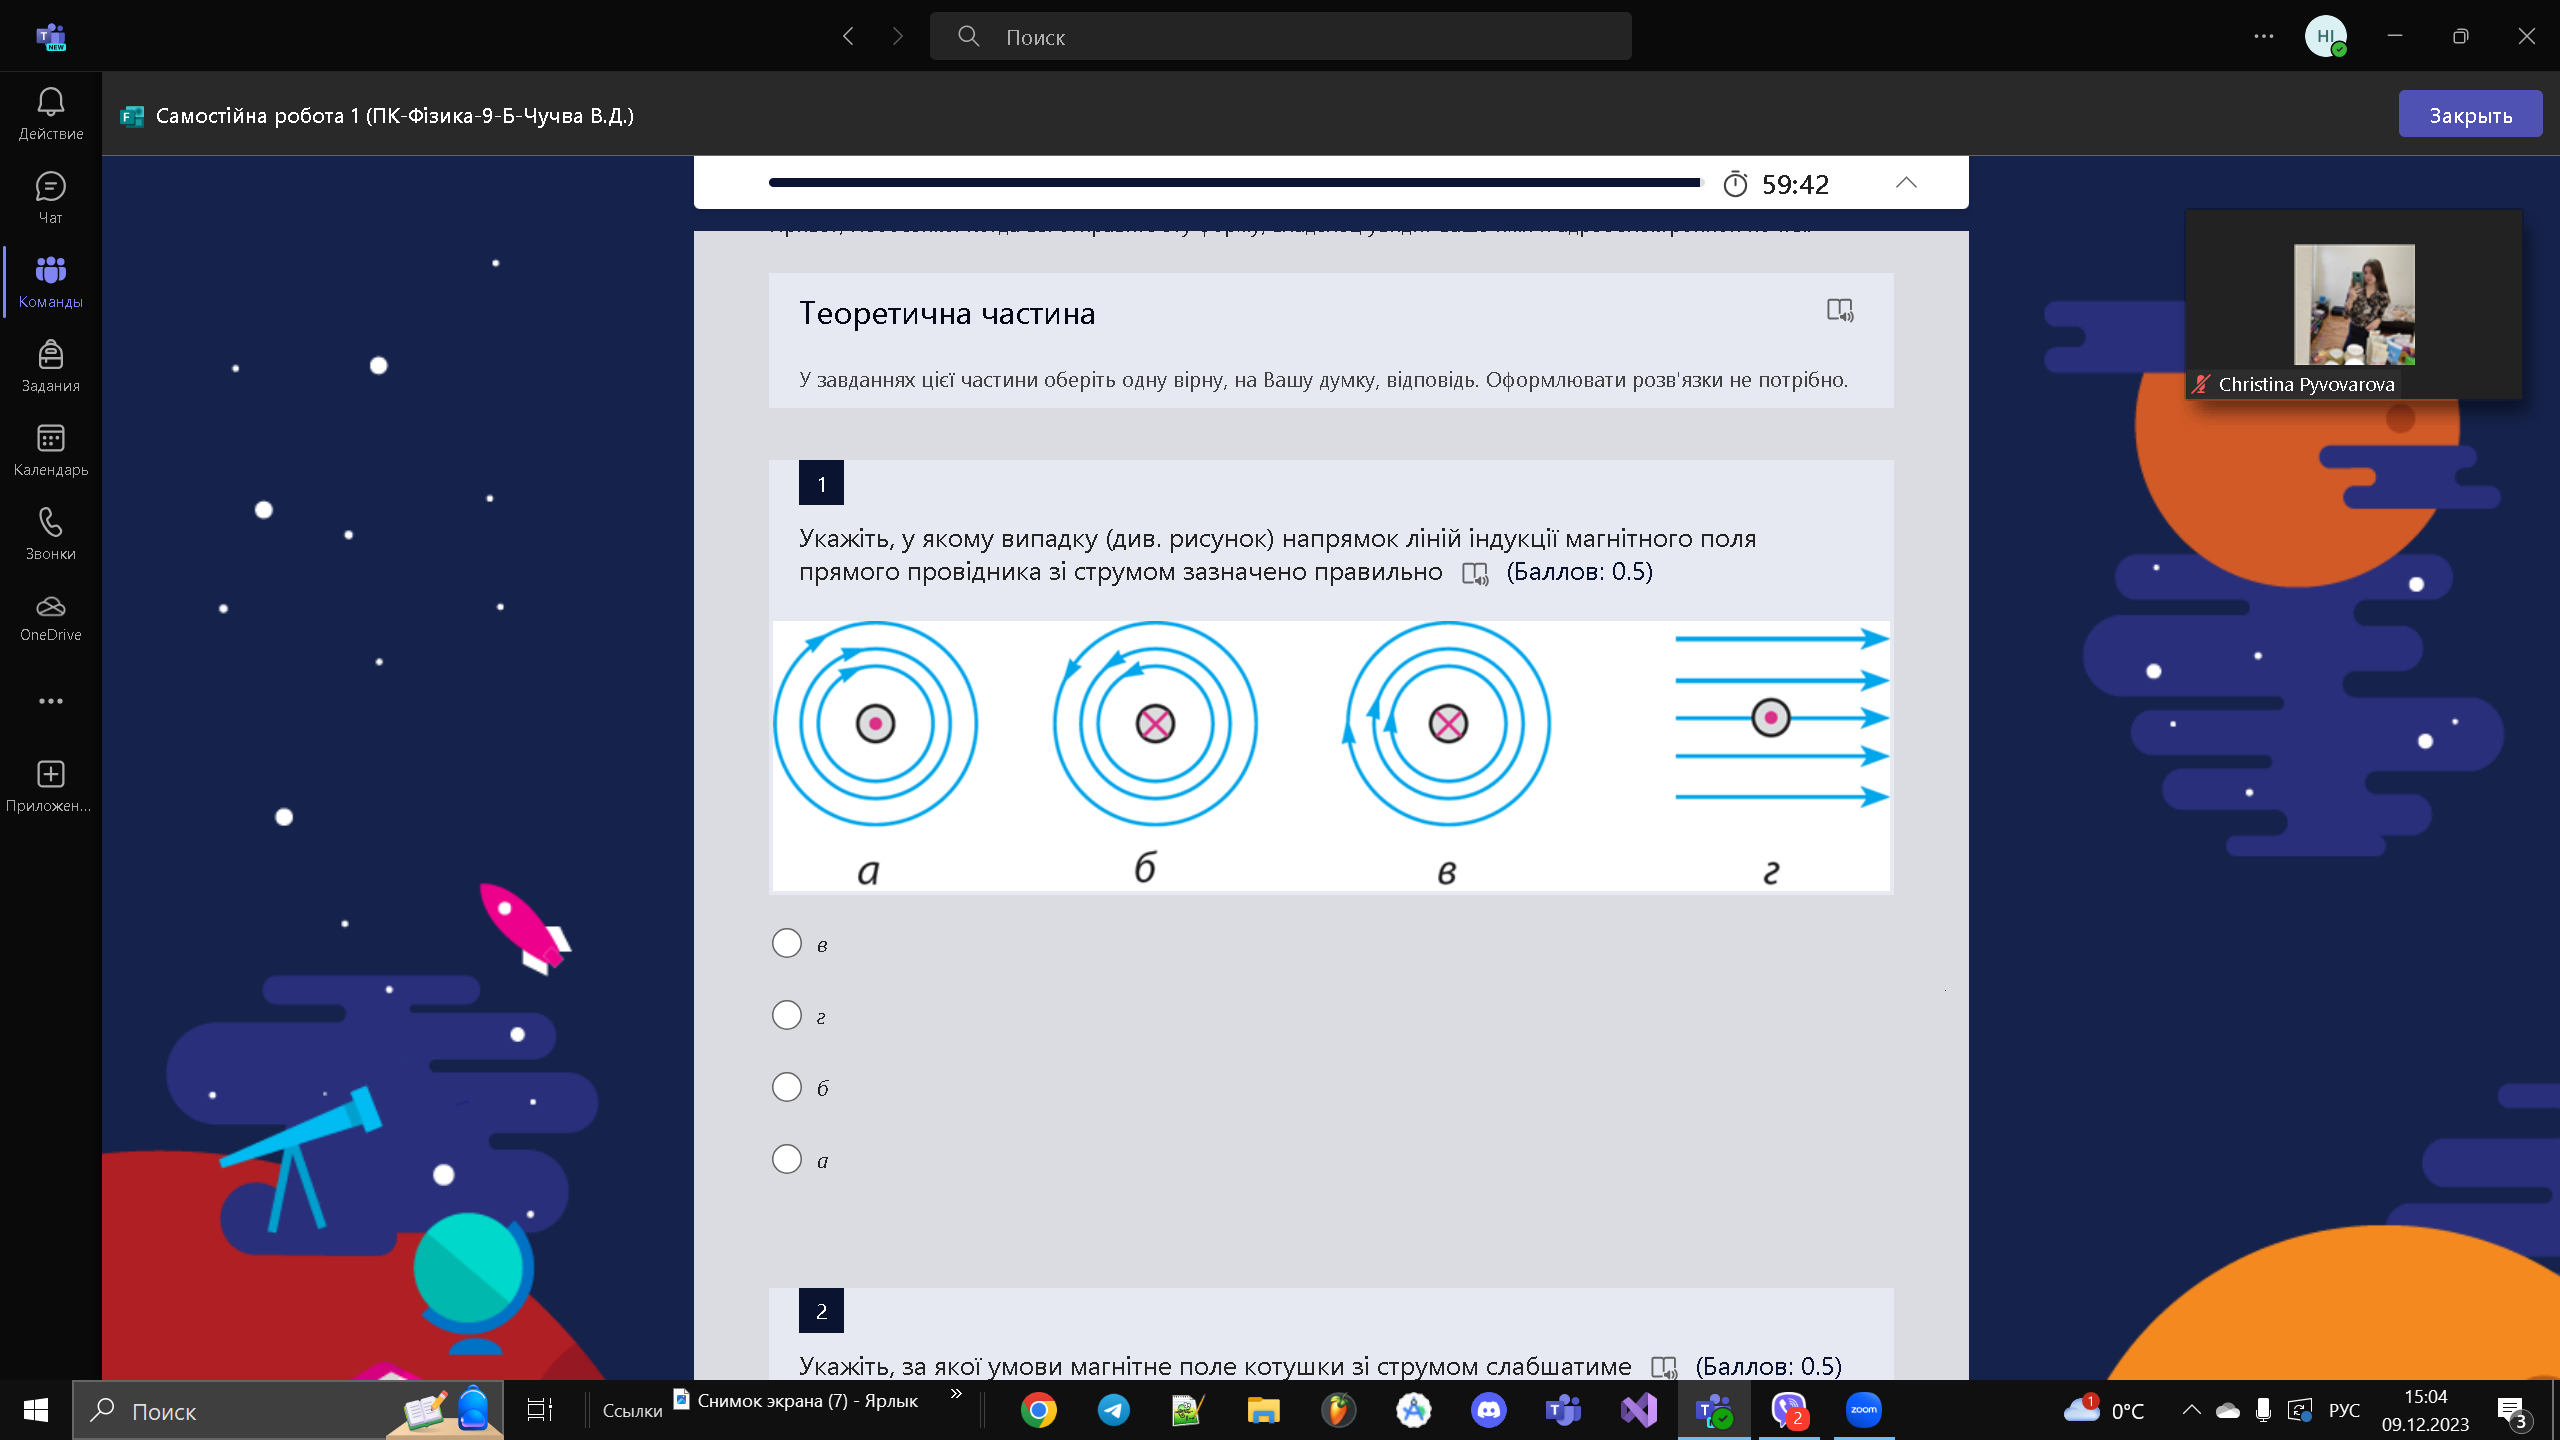 T
NEW
Поиск
HI
Действие
Чат
Команды
Задания
Календарь
Звонки
OneDrive
Приложен...
F
Самостійна робота 1 (ПК-Фізика-9-Б-Чучва В.Д.)
Закрыть
59:42
Christina Pyvovarova
Теоретична частина
У завданнях цієї частини оберіть одну вірну, на Вашу думку, відповідь. Оформлювати розв'язки не потрібно.
1
Укажіть, у якому випадку (див. рисунок) напрямок ліній індукції магнітного поля
прямого провідника зі струмом зазначено правильно (Баллов: 0.5)
а б в г
в
г
б
а
2
Укажіть, за якої умови магнітне поле котушки зі струмом слабшатиме (Баллов: 0.5)
Поиск
Ссылки
Снимок экрана (7) - Ярлык
»
T
T
2
zoom
1
0°C
РУС
15:04
09.12.2023
3